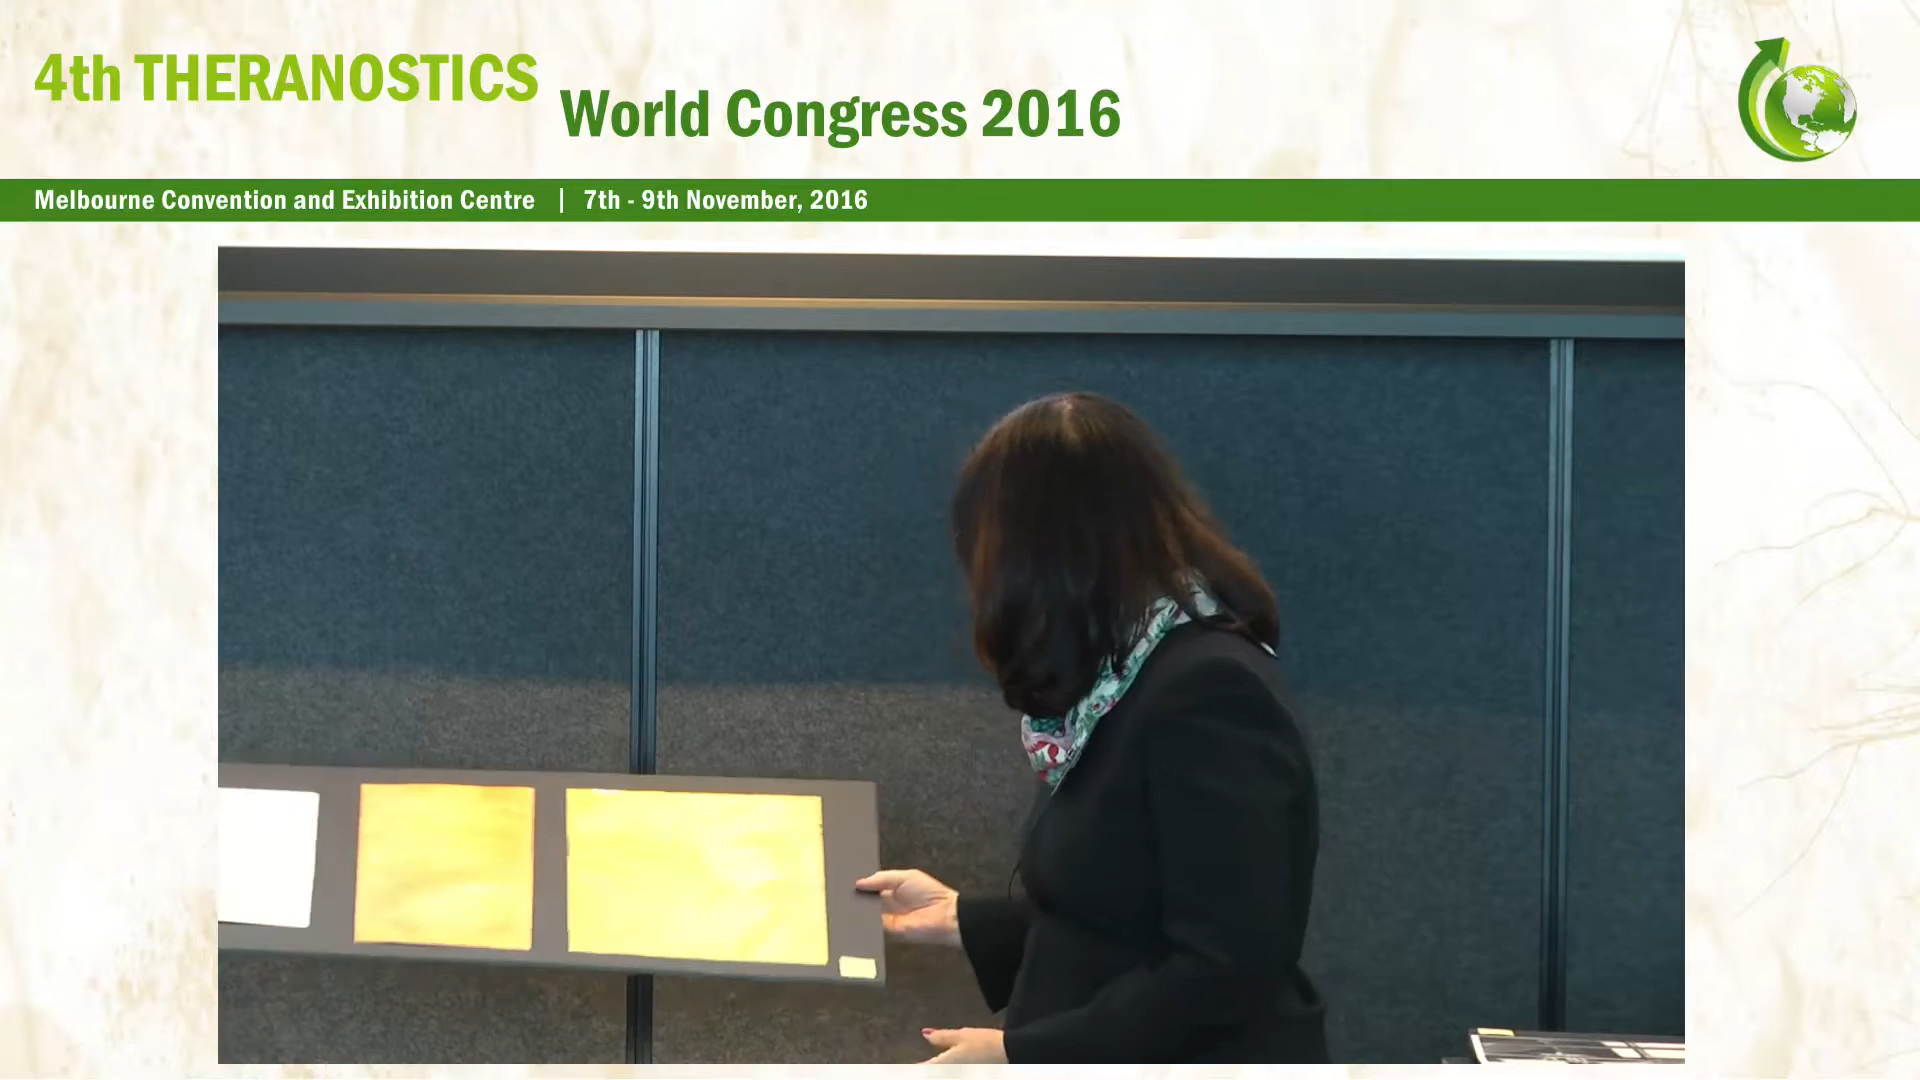 4th THERANOSTICS
World Congress 2016
Melbourne Convention and Exhibition Centre | 7th - 9th November, 2016